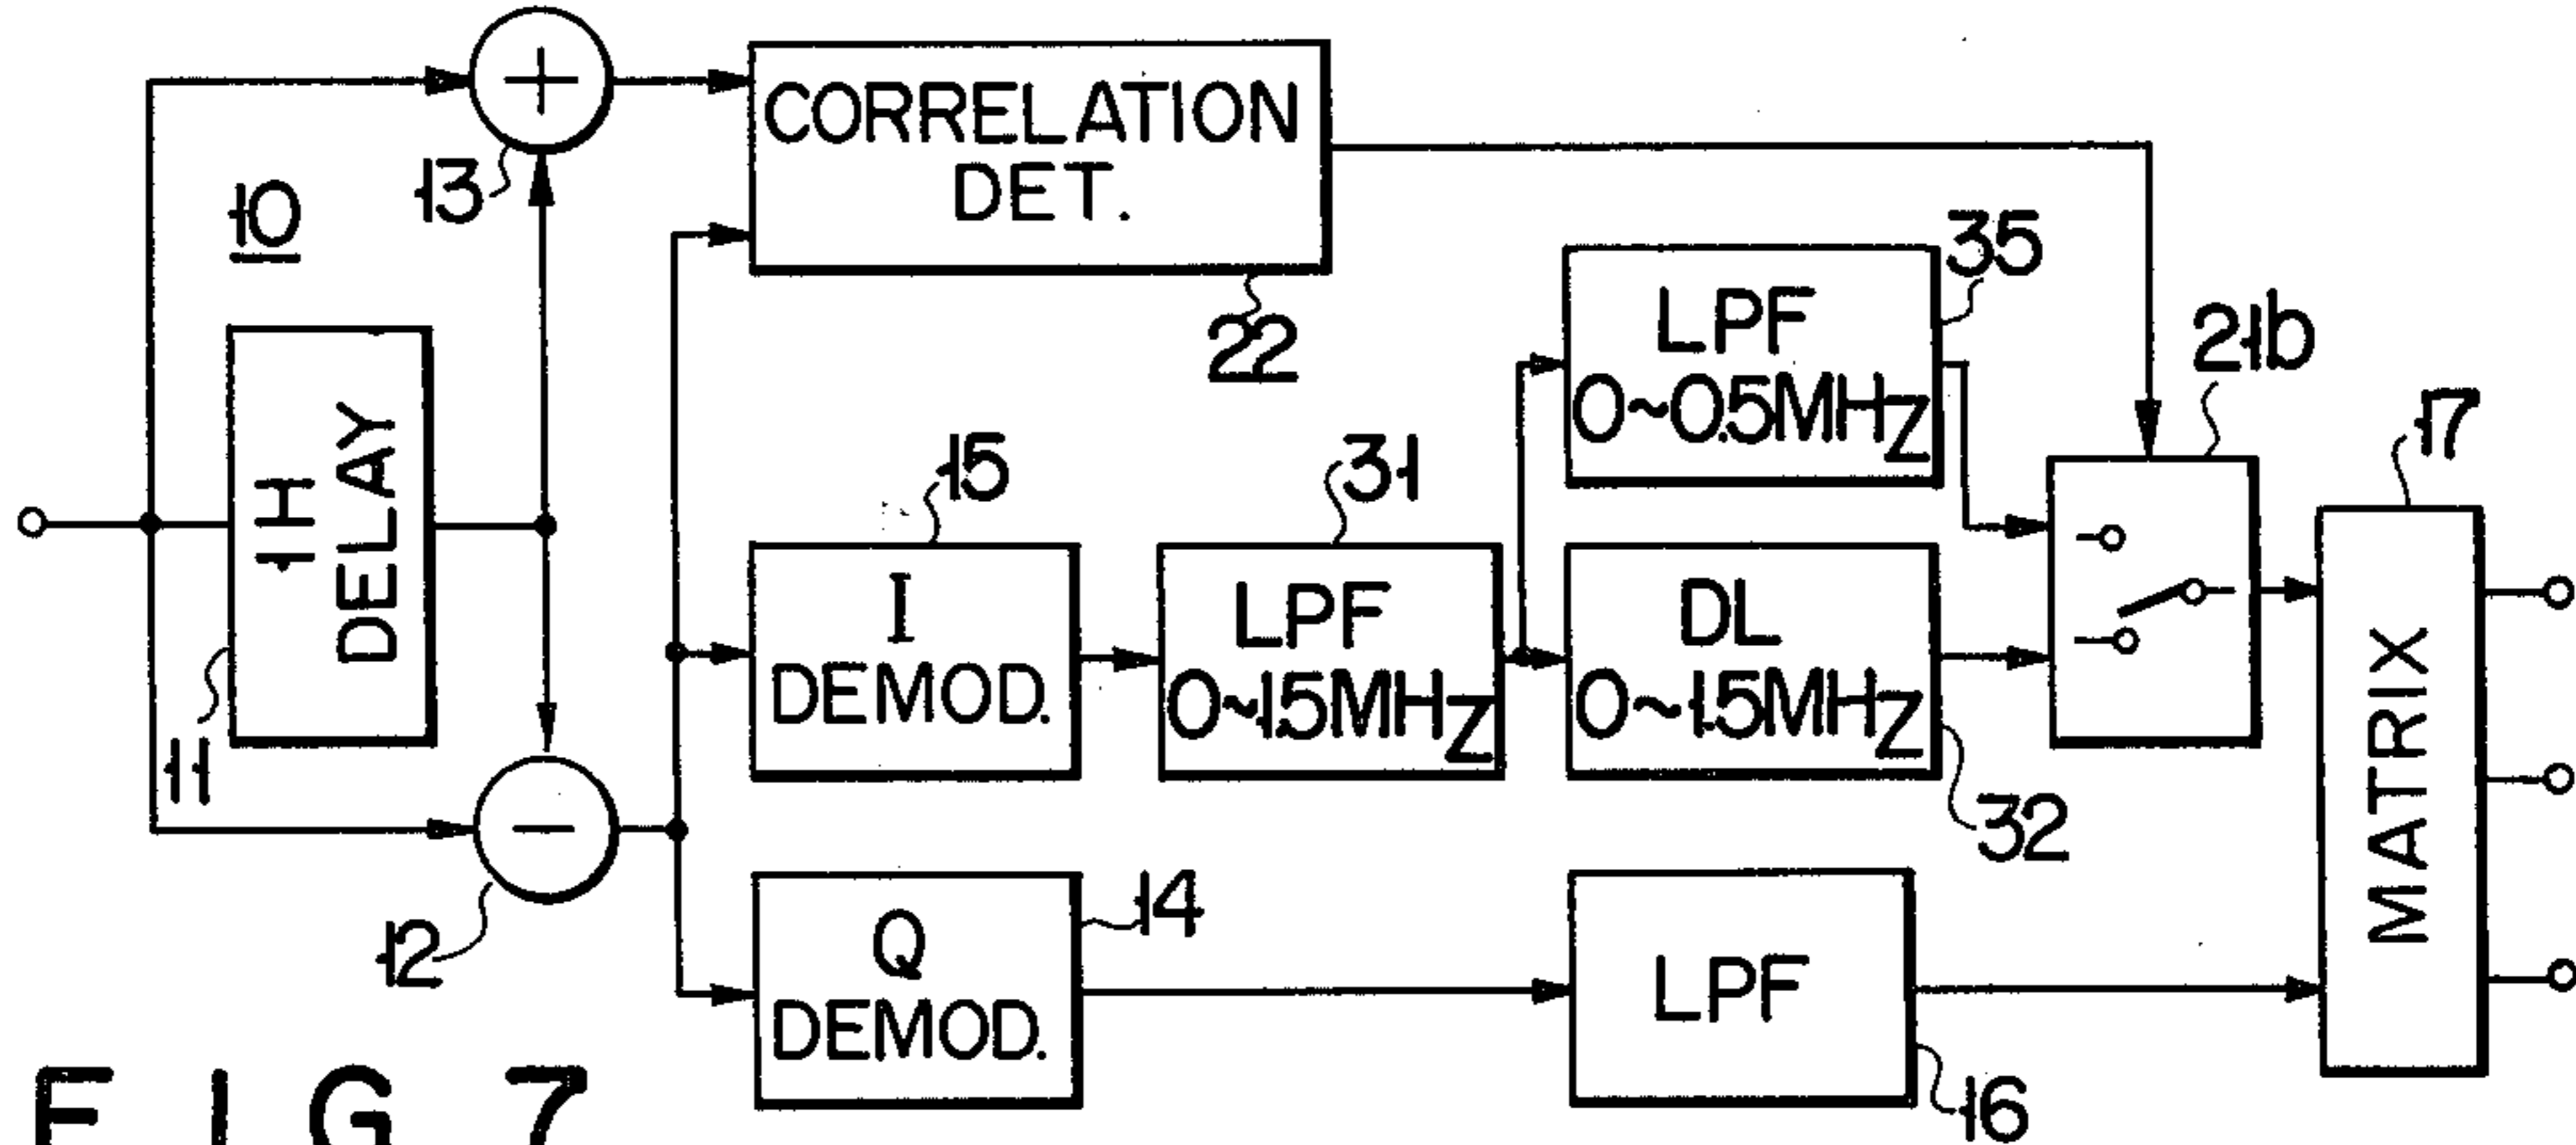 +
13
10
CORRELATION
DET.
22
35
LPF
0~0.5MHZ
21b
17
1H
DELAY
11
15
I
DEMOD.
31
LPF
0~1.5MHZ
DL
0~1.5MHZ
32
MATRIX
−
12
14
Q
DEMOD.
LPF
16
FIG 7